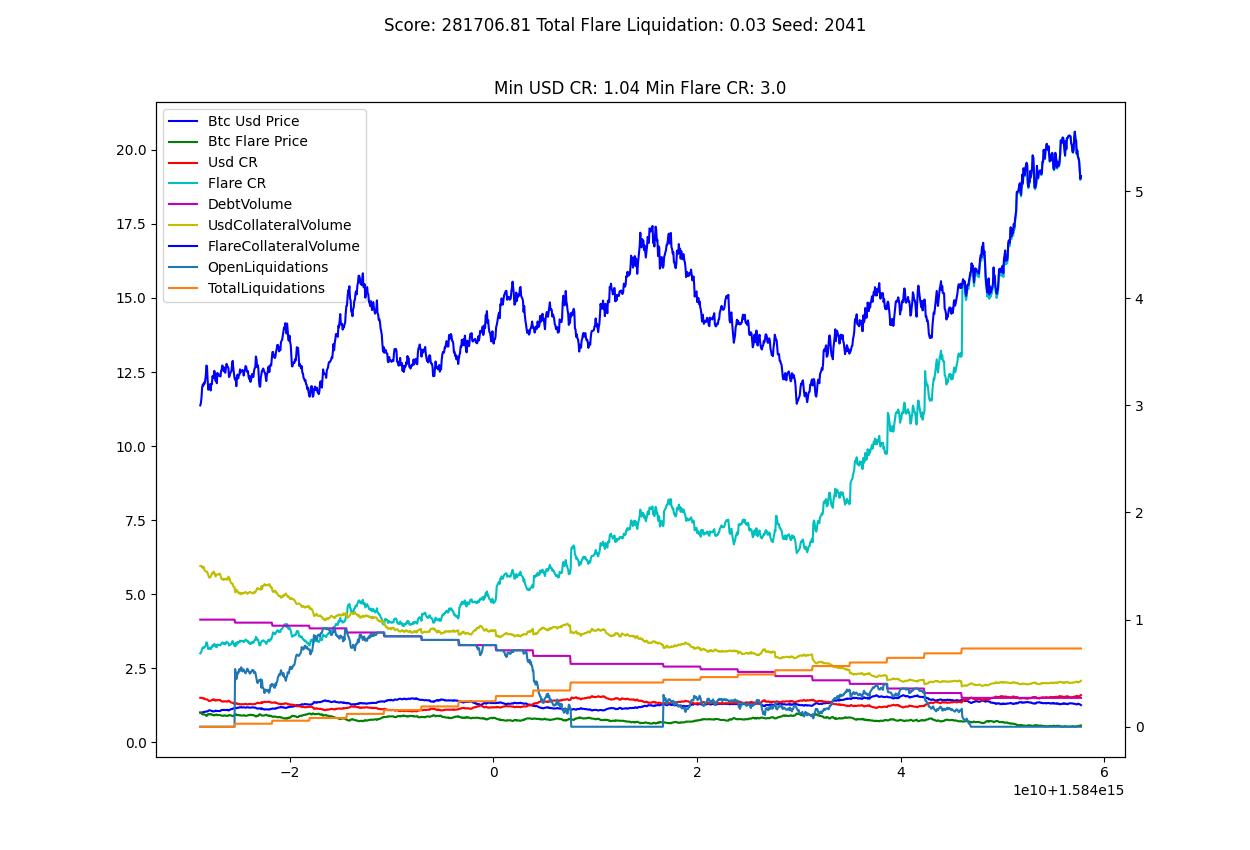 Score: 281706.81 Total Flare Liquidation: 0.03 Seed: 2041
Min USD CR: 1.04 Min Flare CR: 3.0
Btc Usd Price
Btc Flare Price
Usd CR
Flare CR
DebtVolume
UsdCollateralVolume
FlareCollateralVolume
OpenLiquidations
TotalLiquidations
20.0
17.5
15.0
12.5
10.0
7.5
5.0
2.5
0.0
5
4
3
2
1
0
−2
0
2
4
6
1e10+1.584e15